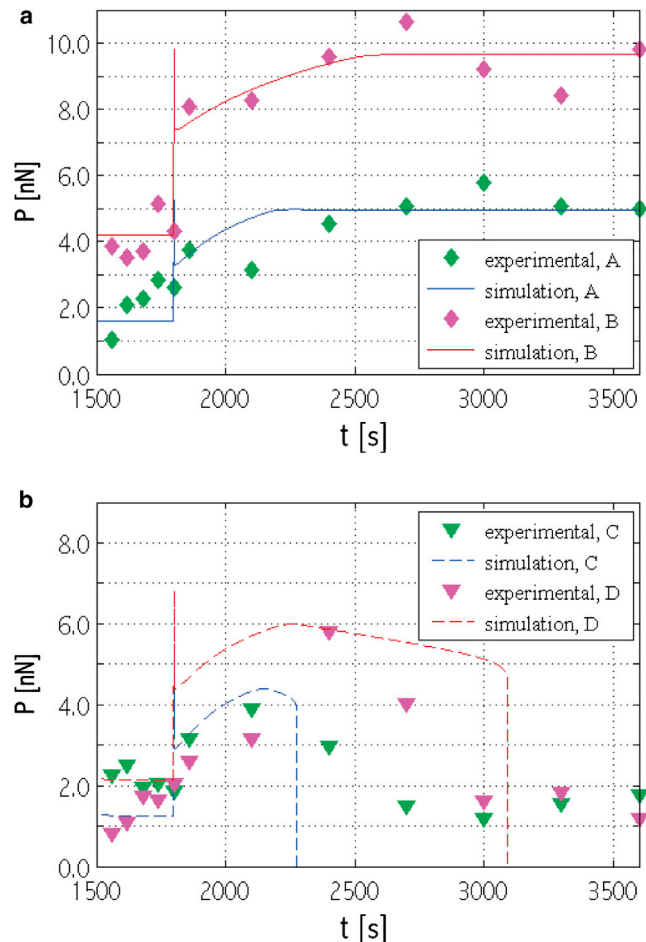 a
10.0
8.0
6.0
4.0
2.0
0.0
P [nN]
experimental, A
simulation, A
experimental, B
simulation, B
1500 2000 2500 3000 3500
t [s]
b
8.0
6.0
4.0
2.0
0.0
P [nN]
experimental, C
simulation, C
experimental, D
simulation, D
1500 2000 2500 3000 3500
t [s]